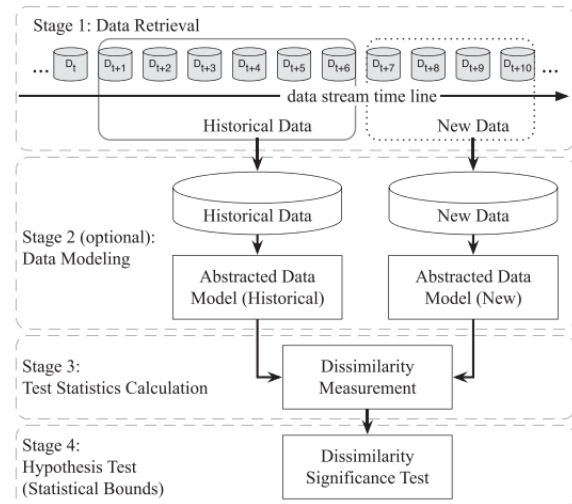 Stage 1: Data Retrieval
... Dt Dt+1 Dt+2 Dt+3 Dt+4 Dt+5 Dt+6 Dt+7 Dt+8 Dt+9 Dt+10 ...
data stream time line
Historical Data New Data
Historical Data New Data
Stage 2 (optional):
Data Modeling
Abstracted Data
Model (Historical)
Abstracted Data
Model (New)
Stage 3:
Test Statistics Calculation
Dissimilarity
Measurement
Stage 4:
Hypothesis Test
(Statistical Bounds)
Dissimilarity
Significance Test